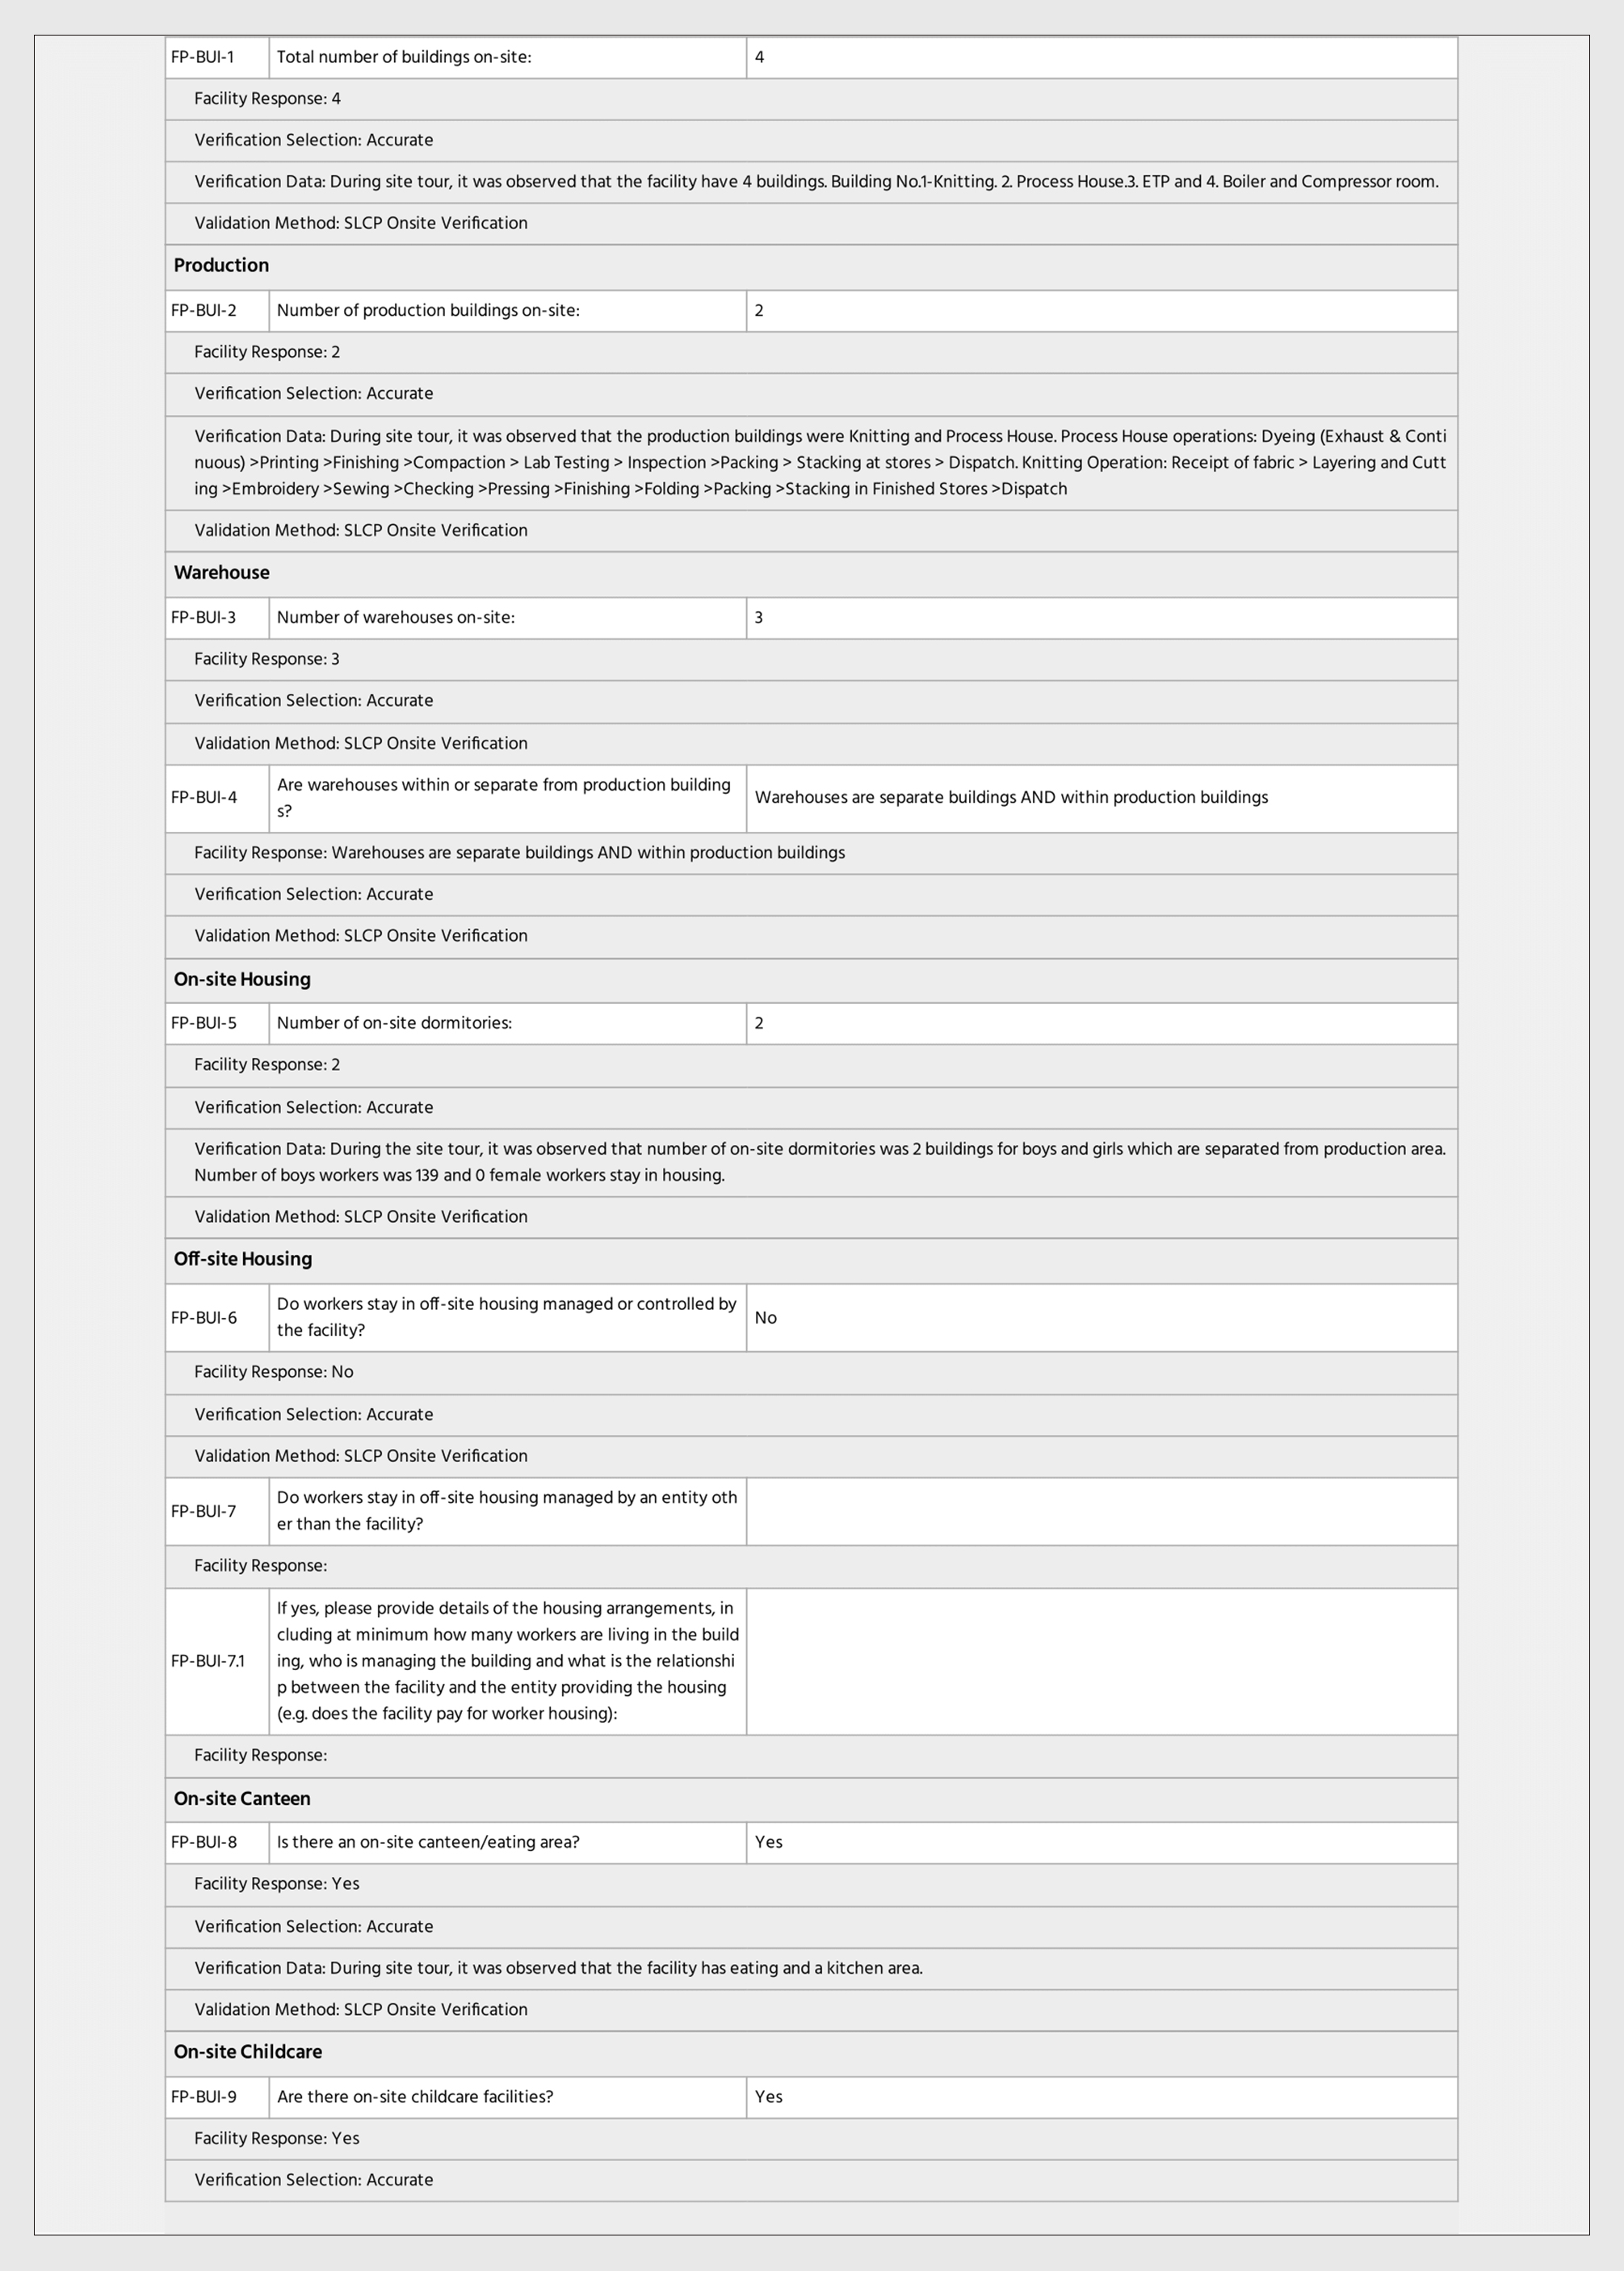 FP-BUI-1 Total number of buildings on-site: 4
Facility Response: 4
Verification Selection: Accurate
Verification Data: During site tour, it was observed that the facility have 4 buildings. Building No.1-Knitting. 2. Process House.3. ETP and 4. Boiler and Compressor room.
Validation Method: SLCP Onsite Verification
Production
FP-BUI-2 Number of production buildings on-site: 2
Facility Response: 2
Verification Selection: Accurate
Verification Data: During site tour, it was observed that the production buildings were Knitting and Process House. Process House operations: Dyeing (Exhaust & Conti
nuous) >Printing >Finishing >Compaction > Lab Testing > Inspection >Packing > Stacking at stores > Dispatch. Knitting Operation: Receipt of fabric > Layering and Cutt
ing >Embroidery >Sewing >Checking >Pressing >Finishing >Folding >Packing >Stacking in Finished Stores >Dispatch
Validation Method: SLCP Onsite Verification
Warehouse
FP-BUI-3 Number of warehouses on-site: 3
Facility Response: 3
Verification Selection: Accurate
Validation Method: SLCP Onsite Verification
FP-BUI-4 Are warehouses within or separate from production building
s?
Warehouses are separate buildings AND within production buildings
Facility Response: Warehouses are separate buildings AND within production buildings
Verification Selection: Accurate
Validation Method: SLCP Onsite Verification
On-site Housing
FP-BUI-5 Number of on-site dormitories: 2
Facility Response: 2
Verification Selection: Accurate
Verification Data: During the site tour, it was observed that number of on-site dormitories was 2 buildings for boys and girls which are separated from production area.
Number of boys workers was 139 and 0 female workers stay in housing.
Validation Method: SLCP Onsite Verification
Off-site Housing
FP-BUI-6 Do workers stay in off-site housing managed or controlled by
the facility?
No
Facility Response: No
Verification Selection: Accurate
Validation Method: SLCP Onsite Verification
FP-BUI-7 Do workers stay in off-site housing managed by an entity oth
er than the facility?
Facility Response:
FP-BUI-7.1 If yes, please provide details of the housing arrangements, in
cluding at minimum how many workers are living in the build
ing, who is managing the building and what is the relationshi
p between the facility and the entity providing the housing
(e.g. does the facility pay for worker housing):
Facility Response:
On-site Canteen
FP-BUI-8 Is there an on-site canteen/eating area? Yes
Facility Response: Yes
Verification Selection: Accurate
Verification Data: During site tour, it was observed that the facility has eating and a kitchen area.
Validation Method: SLCP Onsite Verification
On-site Childcare
FP-BUI-9 Are there on-site childcare facilities? Yes
Facility Response: Yes
Verification Selection: Accurate